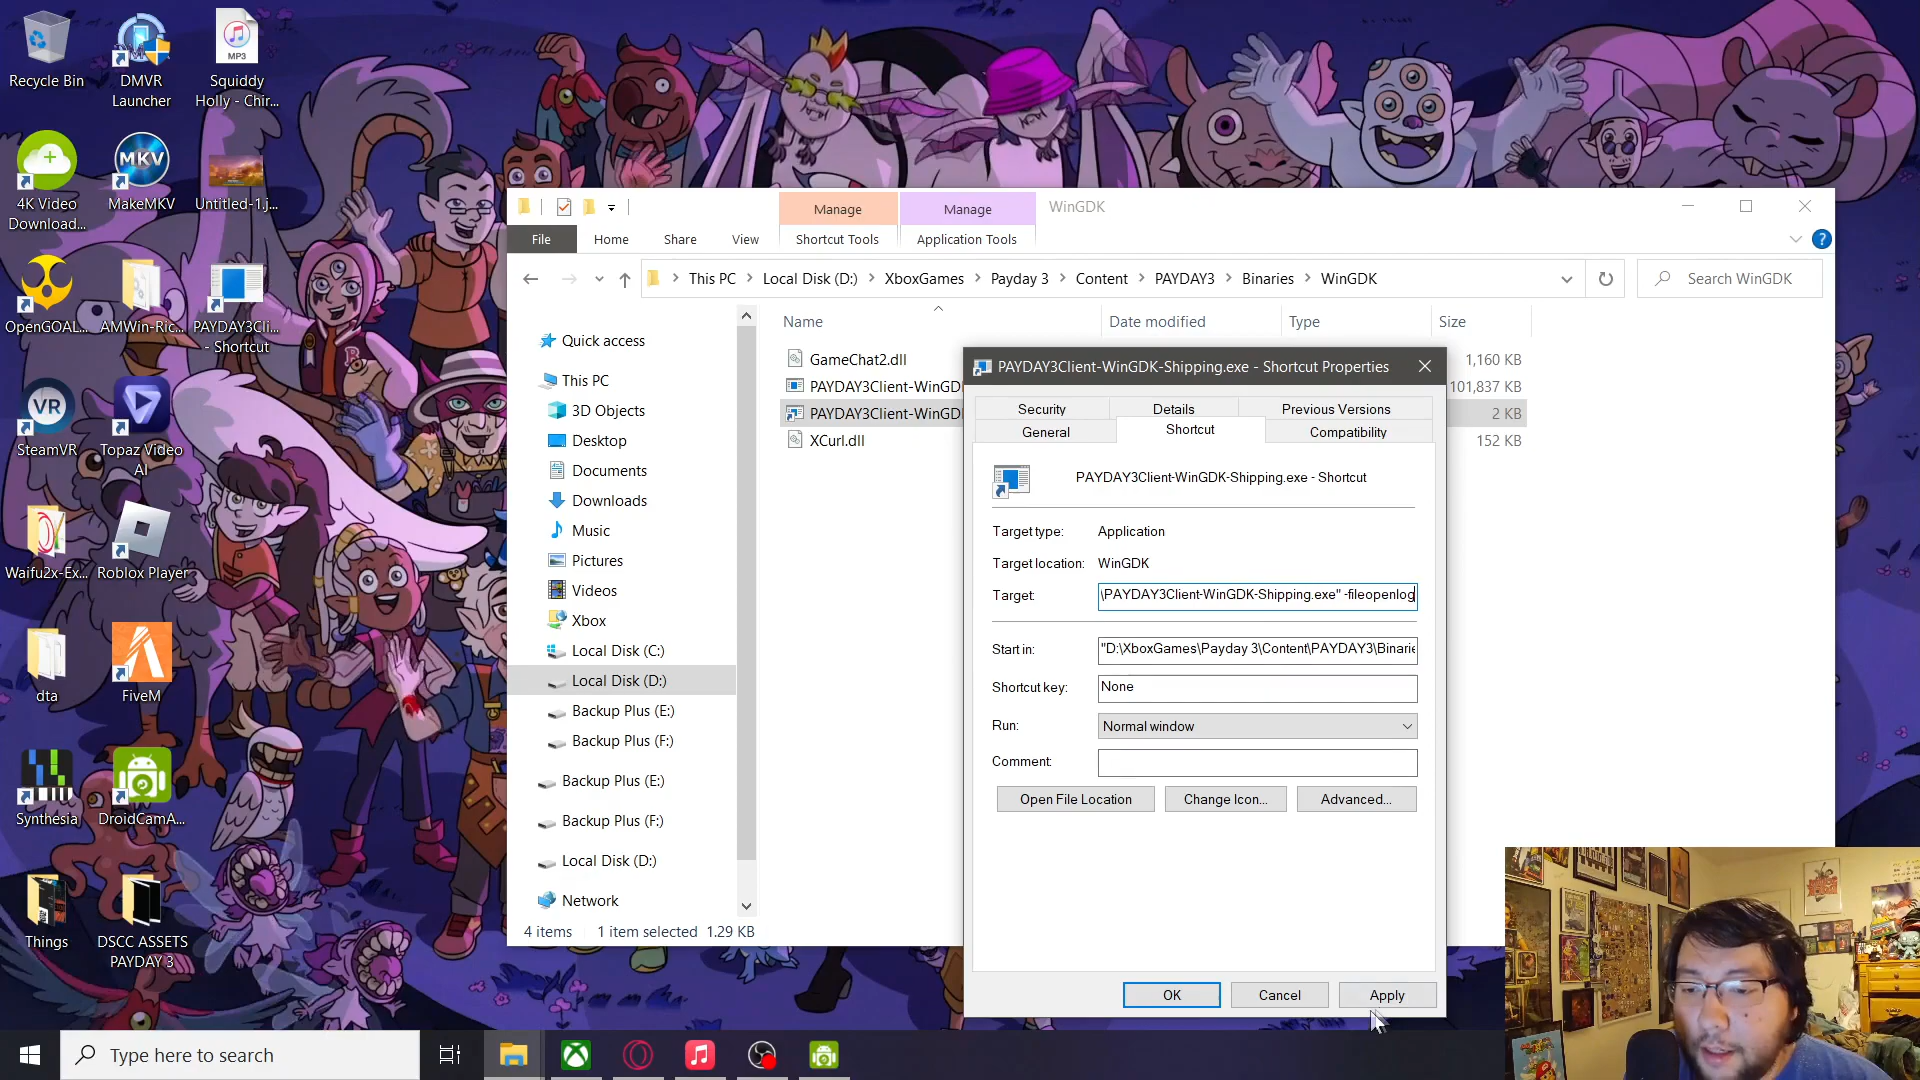 Recycle Bin
DMVR
Launcher
MP3
Squiddy
Holly - Chir...
4K Video
Download...
MKV
MakeMKV
Untitled-1.j...
OpenGOAL...
AMWin-Ric...
PAYDAY3Cli...
- Shortcut
VR
SteamVR
Topaz Video
AI
Waifu2x-Ex...
Roblox Player
dta
FiveM
Synthesia
DroidCamA...
Things
DSCC ASSETS
PAYDAY 3
Manage
Manage
WinGDK
File
Home
Share
View
Shortcut Tools
Application Tools
?
This PC
Local Disk (D:)
XboxGames
Payday 3
Content
PAYDAY3
Binaries
WinGDK
Search WinGDK
Name
Date modified
Type
Size
Quick access
This PC
3D Objects
Desktop
Documents
Downloads
Music
Pictures
Videos
Xbox
Local Disk (C:)
Local Disk (D:)
Backup Plus (E:)
Backup Plus (F:)
Backup Plus (E:)
Backup Plus (F:)
Local Disk (D:)
Network
GameChat2.dll
1,160 KB
PAYDAY3Client-WinGD
101,837 KB
PAYDAY3Client-WinGD
2 KB
XCurl.dll
152 KB
4 items
1 item selected 1.29 KB
PAYDAY3Client-WinGDK-Shipping.exe - Shortcut Properties
Security
Details
Previous Versions
General
Shortcut
Compatibility
PAYDAY3Client-WinGDK-Shipping.exe - Shortcut
Target type:
Application
Target location:
WinGDK
Target:
\PAYDAY3Client-WinGDK-Shipping.exe" -fileopenlog
Start in:
"D:\XboxGames\Payday 3\Content\PAYDAY3\Binarie
Shortcut key:
None
Run:
Normal window
Comment:
Open File Location
Change Icon...
Advanced...
OK
Cancel
Apply
Type here to search